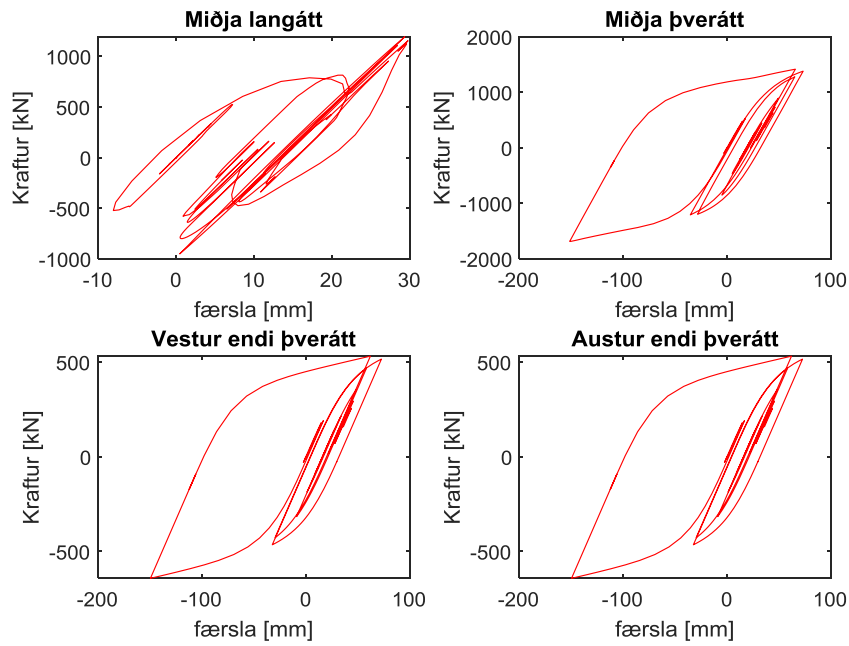 Miðja langátt
Miðja þverátt
Kraftur [kN]
1000
500
0
-500
-1000
-10 0 10 20 30
færsla [mm]
Kraftur [kN]
2000
1000
0
-1000
-2000
-200 -100 0 100
færsla [mm]
Vestur endi þverátt
Austur endi þverátt
Kraftur [kN]
500
0
-500
-200 -100 0 100
færsla [mm]
Kraftur [kN]
500
0
-500
-200 -100 0 100
færsla [mm]